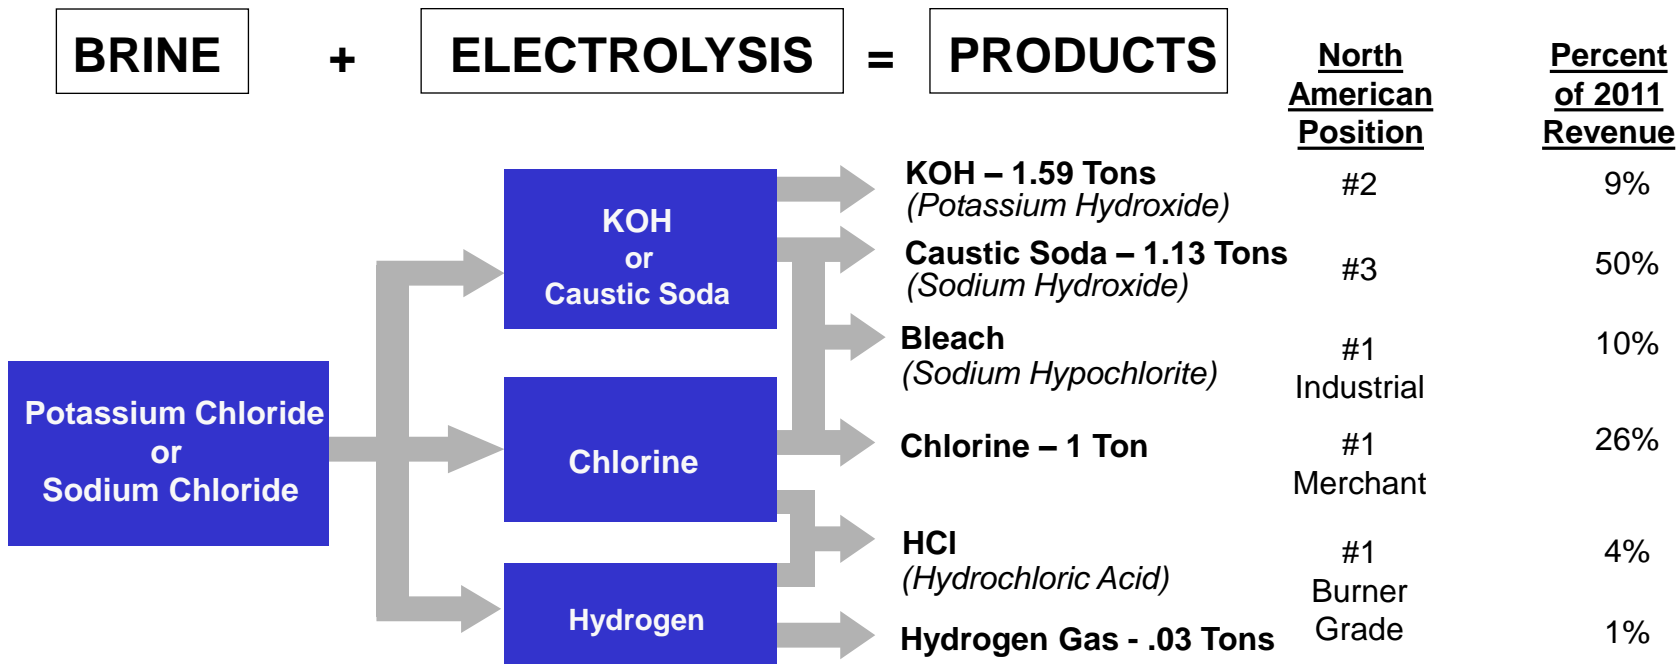 BRINE + ELECTROLYSIS = PRODUCTS
North American Position
Percent of 2011 Revenue
Potassium Chloride
or
Sodium Chloride
KOH
or
Caustic Soda
Chlorine
Hydrogen
KOH – 1.59 Tons
(Potassium Hydroxide)
#2
9%
Caustic Soda – 1.13 Tons
(Sodium Hydroxide)
#3
50%
Bleach
(Sodium Hypochlorite)
#1
Industrial
10%
Chlorine – 1 Ton
#1
Merchant
26%
HCl
(Hydrochloric Acid)
#1
Burner
Grade
4%
Hydrogen Gas - .03 Tons
1%